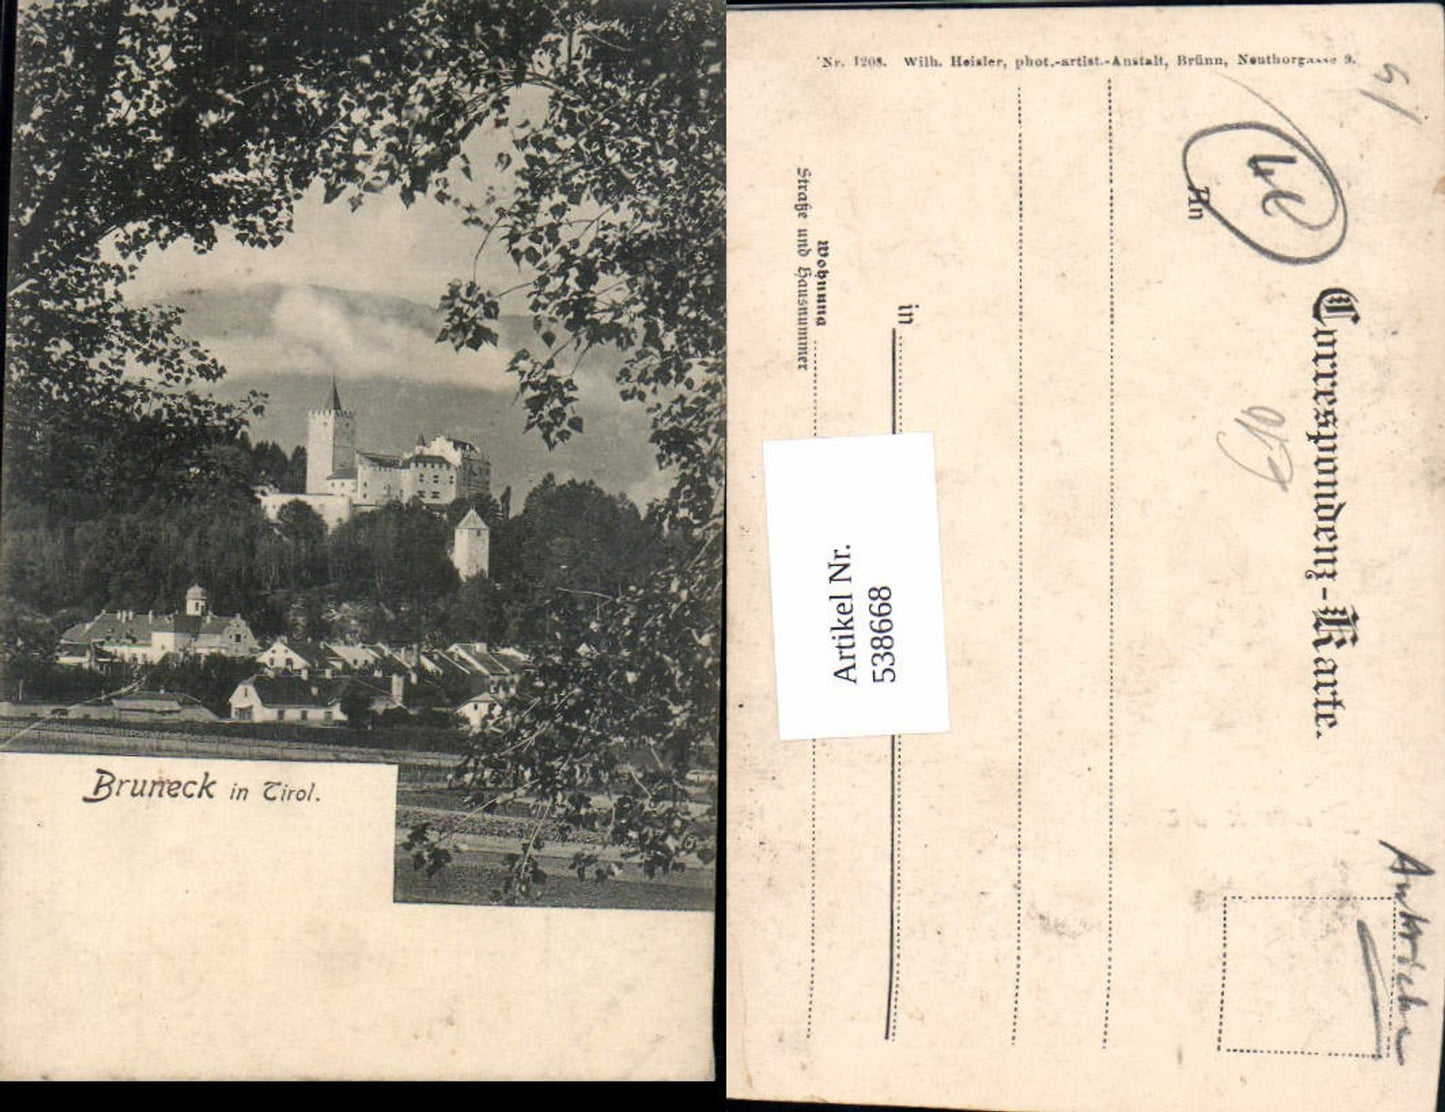 Bruneck in Tirol.
Nr. 1208. Wilh. Heisler, phot.-artist.-Anstalt, Brünn, Neuthorgasse 9.
Correspondenz-Karte.
An
in
Wohnung
Straße und Hausnummer
Artikel Nr.
538668